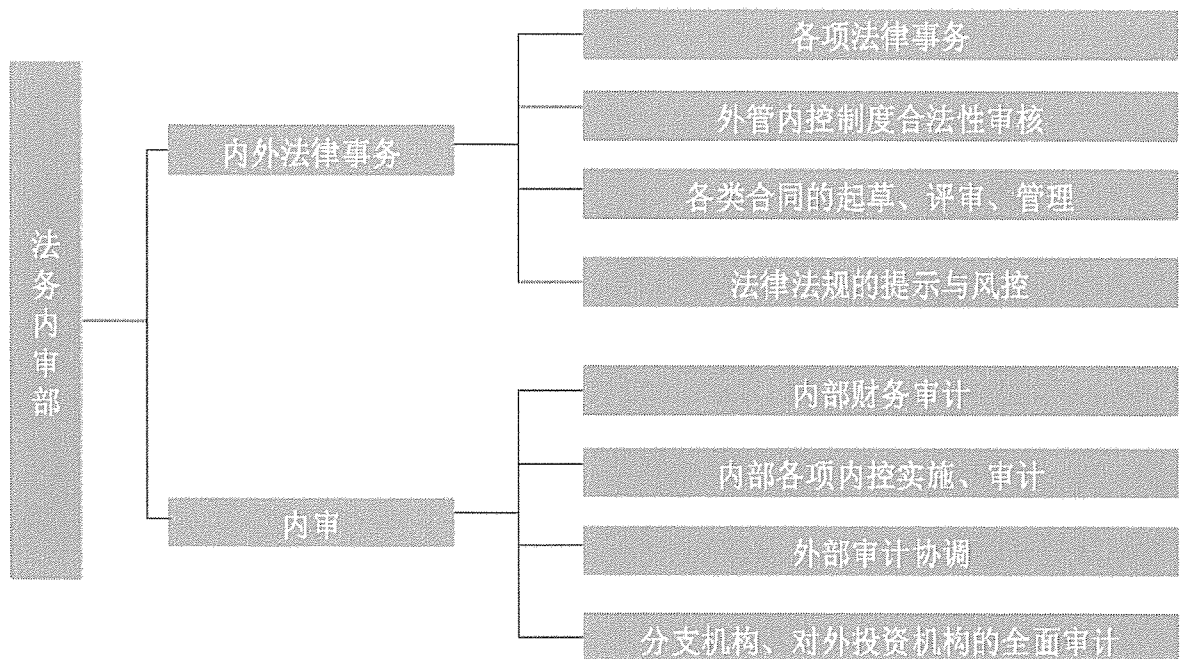 法务内审部
内外法律事务
各项法律事务
外管内控制度合法性审核
各类合同的起草、评审、管理
法律法规的提示与风控
内审
内部财务审计
内部各项内控实施、审计
外部审计协调
分支机构、对外投资机构的全面审计